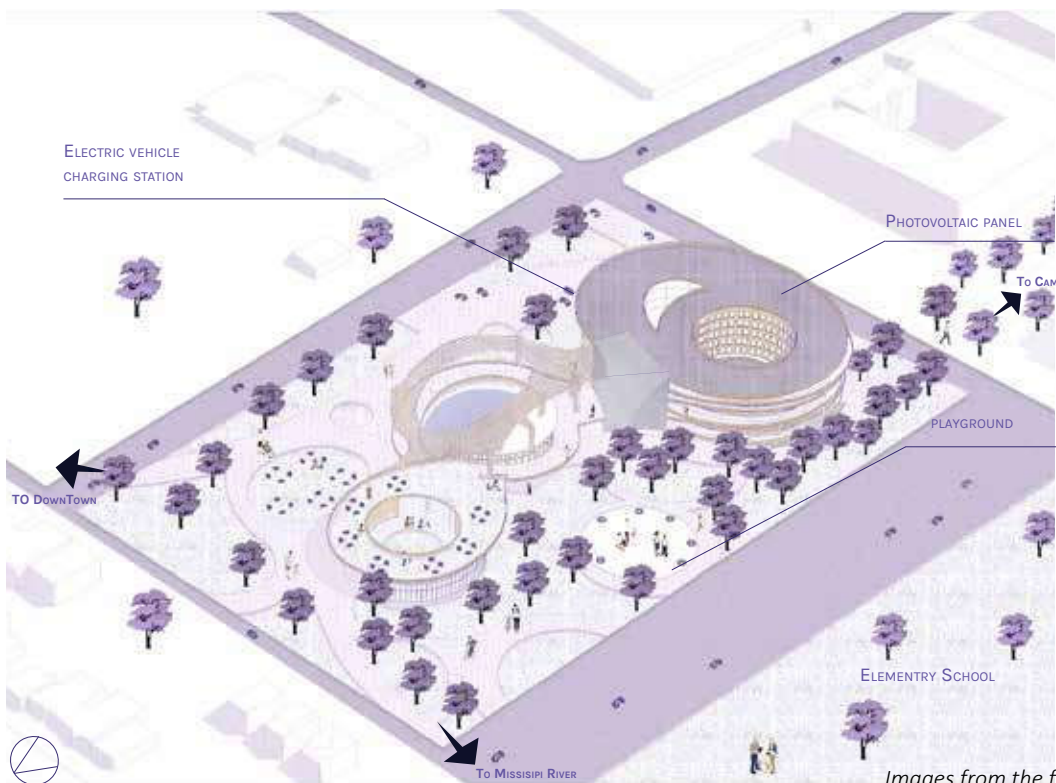 ELECTRIC VEHICLE
CHARGING STATION
PHOTOVOLTAIC PANEL
TO CAM
PLAYGROUND
TO DOWNTOWN
ELEMENTRY SCHOOL
TO MISSISIPI RIVER
Images from the